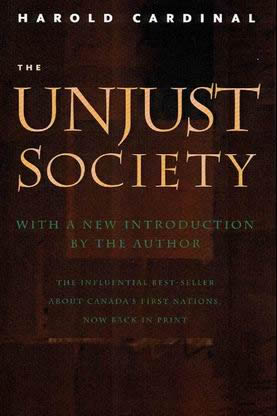 HAROLD CARDINAL
THE
UNJUST
SOCIETY
WITH A NEW INTRODUCTION
BY THE AUTHOR
THE INFLUENTIAL BEST-SELLER
ABOUT CANADA'S FIRST NATIONS,
NOW BACK IN PRINT